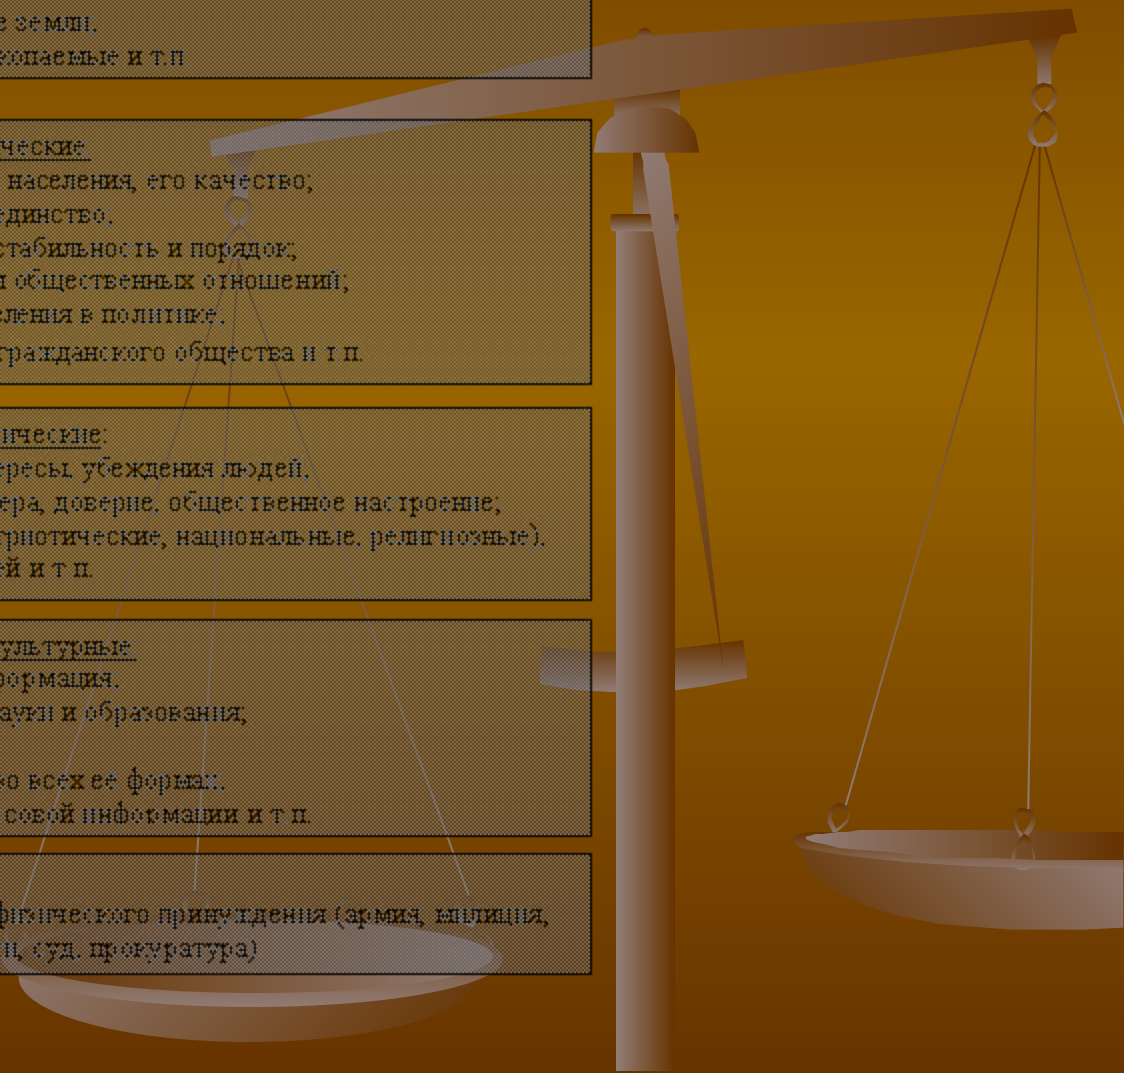 е земли,
копаемые и т.п
ческие
населения, его качество;
единство,
стабильность и порядок;
и общественных отношений;
селения в политике,
гражданского общества и т п.
ические:
ересы, убеждения людей,
ера, доверие, общественное настроение;
триотические, национальные, религиозные),
ей и т п.
ультурные
формация,
ауки и образования;
во всех ее формах,
совой информации и т п.
физического принуждения (армия, милиция,
и, суд, прокуратура)